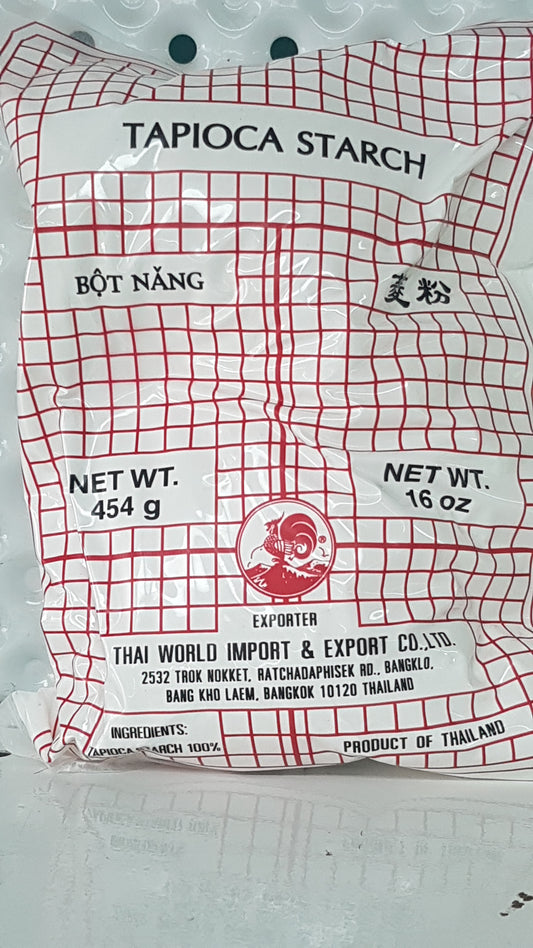 TAPIOCA STARCH
BỘT NĂNG
菱粉
NET WT.
454 g
NET WT.
16 oz
®
EXPORTER
THAI WORLD IMPORT & EXPORT CO.,LTD.
2532 TROK NOKKET, RATCHADAPHISEK RD., BANGKLO,
BANG KHO LAEM, BANGKOK 10120 THAILAND
INGREDIENTS:
TAPIOCA STARCH 100%
PRODUCT OF THAILAND